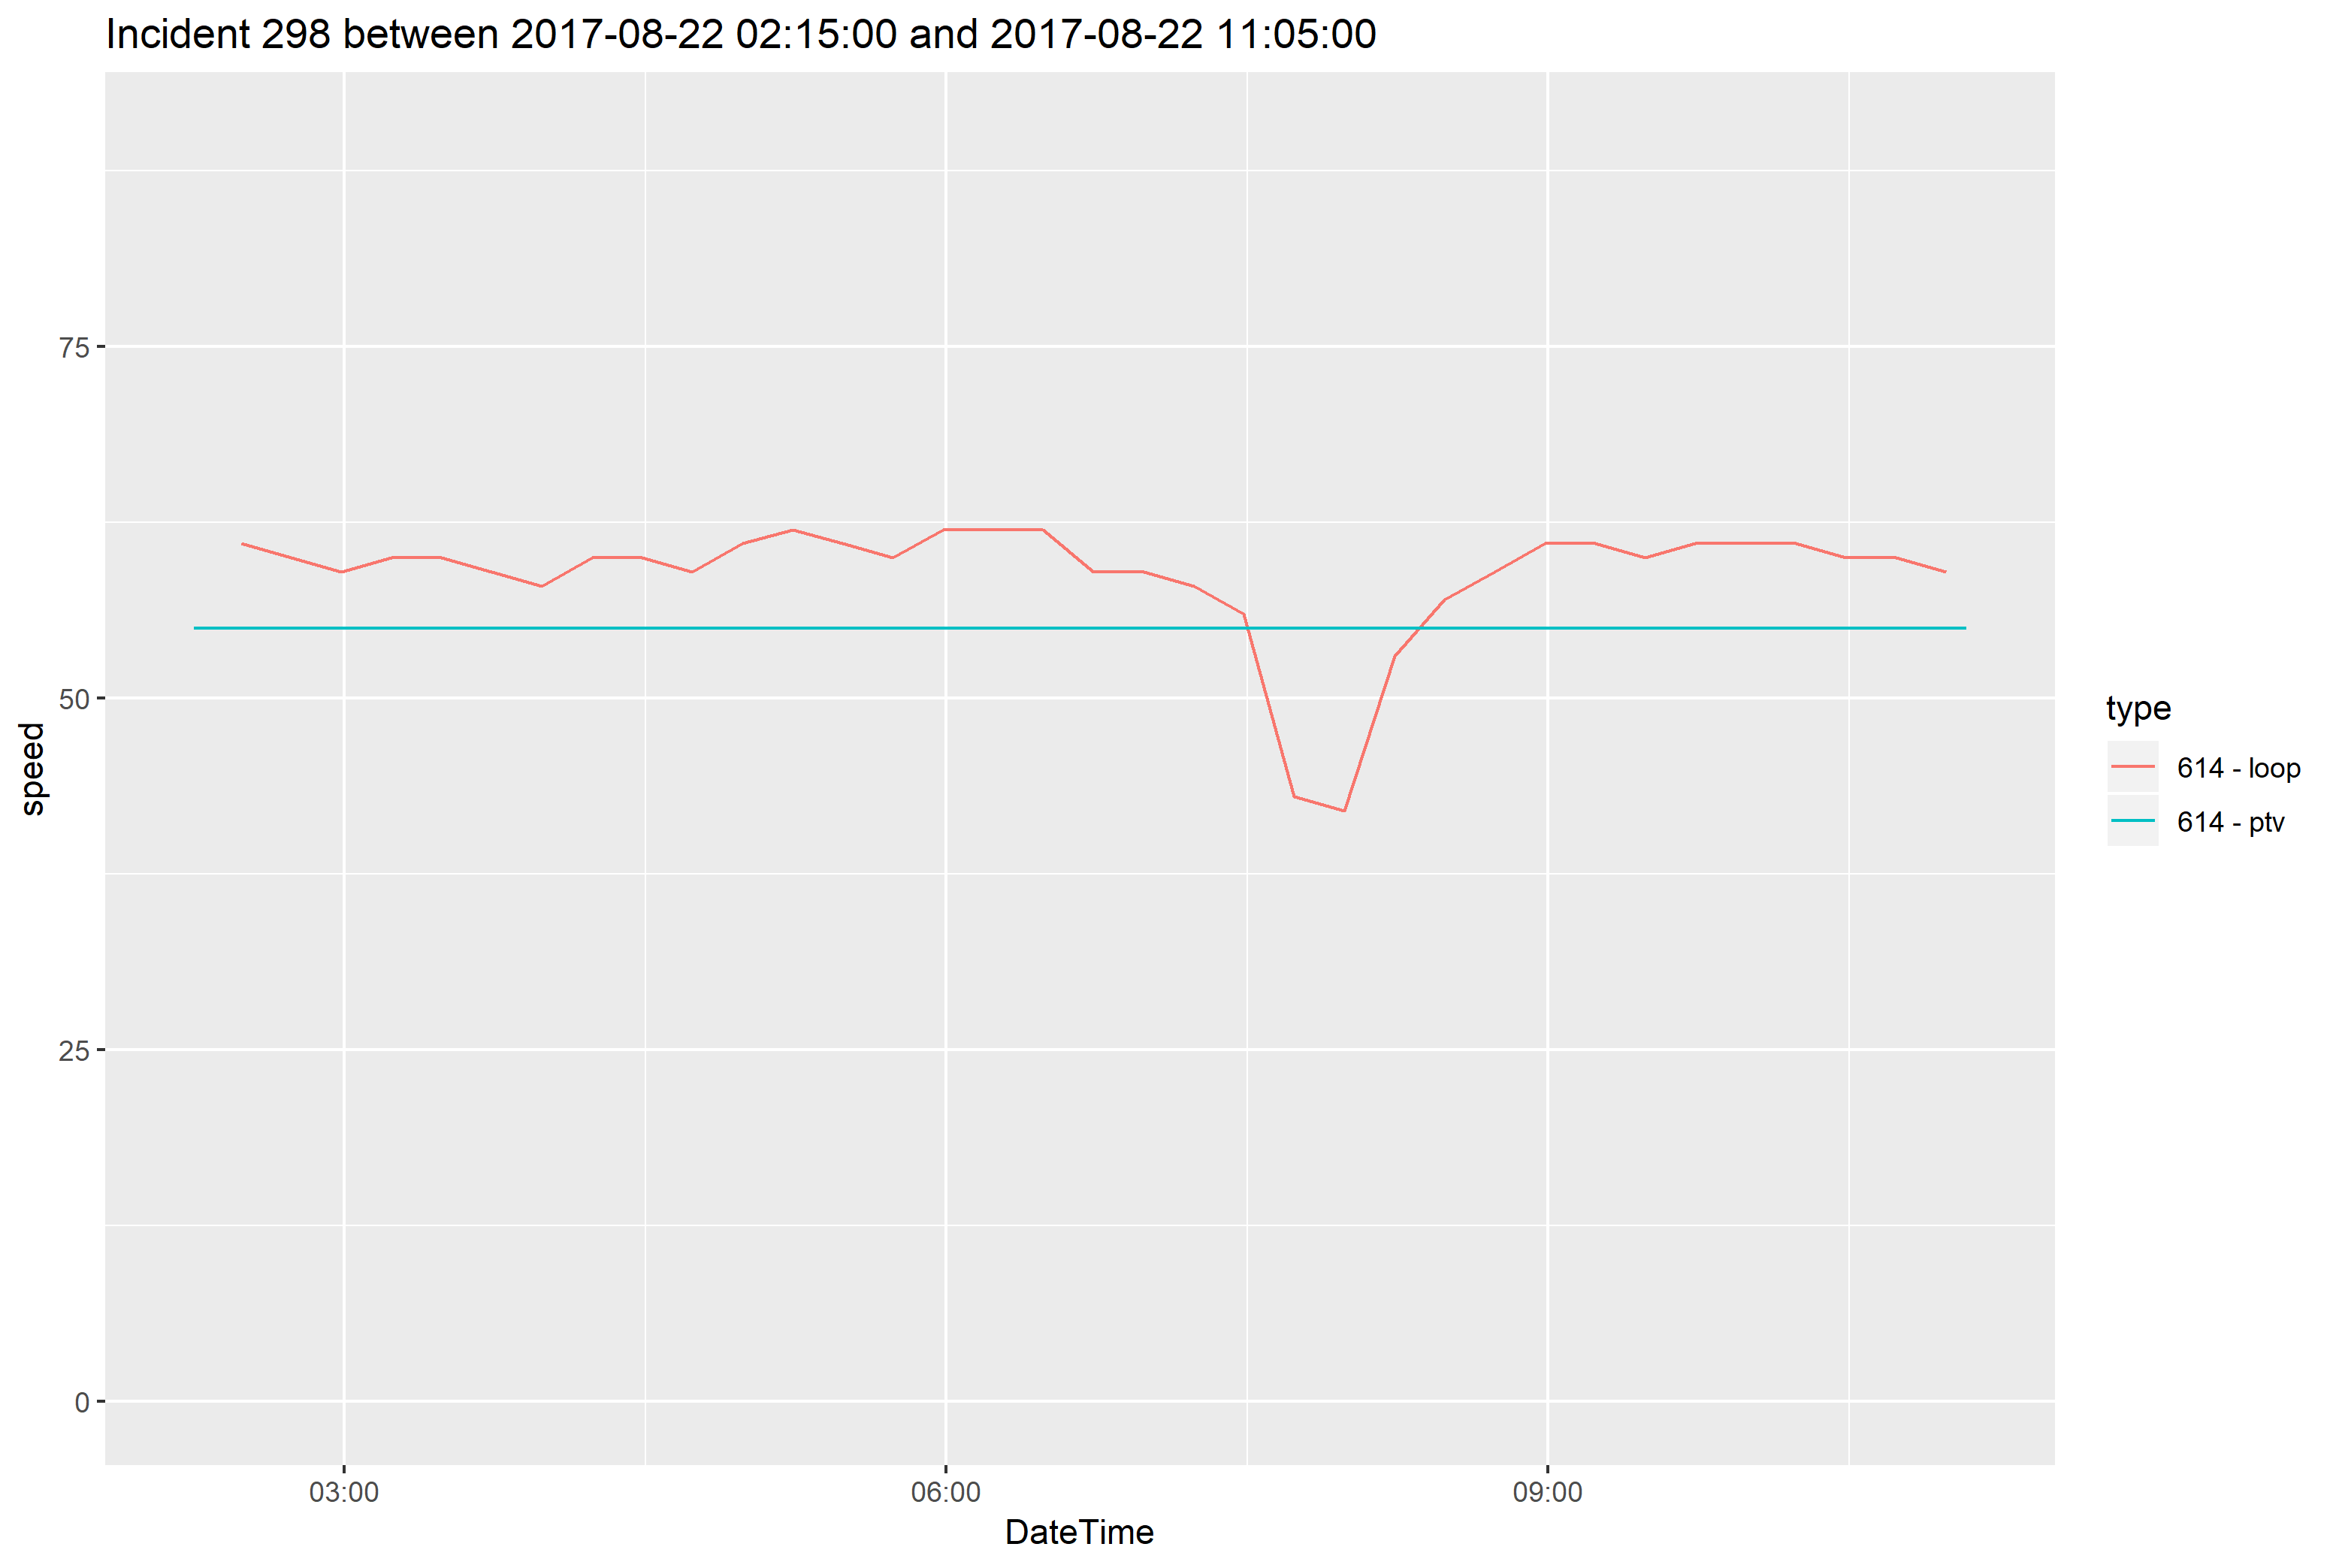 Incident 298 between 2017-08-22 02:15:00 and 2017-08-22 11:05:00
75
50
25
0
speed
03:00
06:00
09:00
DateTime
type
614 - loop
614 - ptv